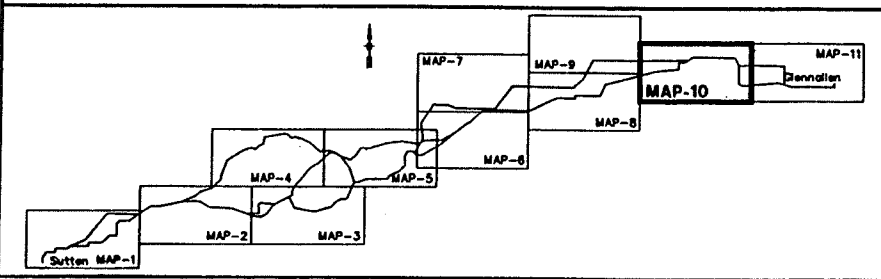 MAP-11
MAP-7
MAP-9
Glennallen
MAP-10
MAP-8
MAP-6
MAP-4
MAP-5
MAP-2
MAP-3
Sutton MAP-1